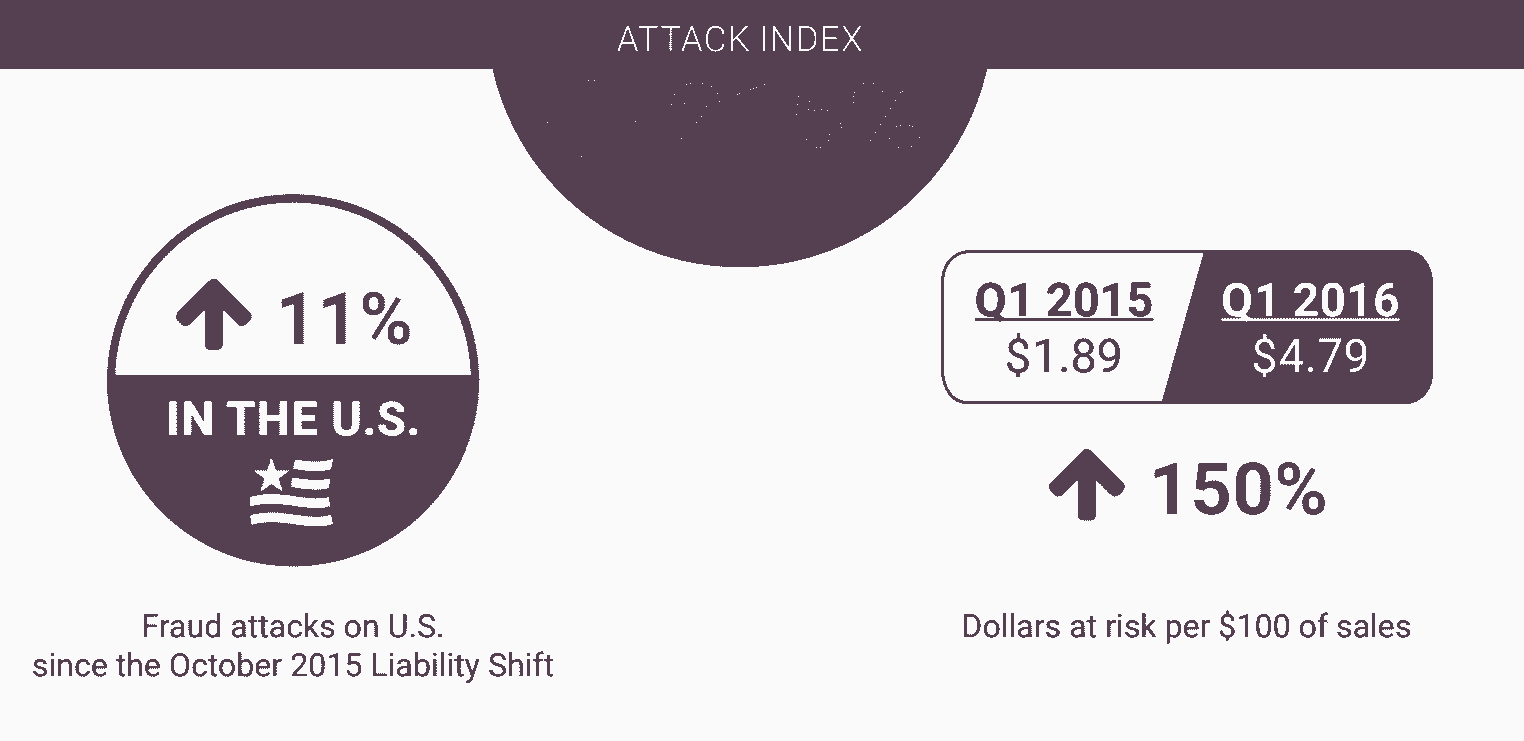 ATTACK INDEX
11%
IN THE U.S.
Fraud attacks on U.S.
since the October 2015 Liability Shift
Q1 2015
$1.89
Q1 2016
$4.79
150%
Dollars at risk per $100 of sales